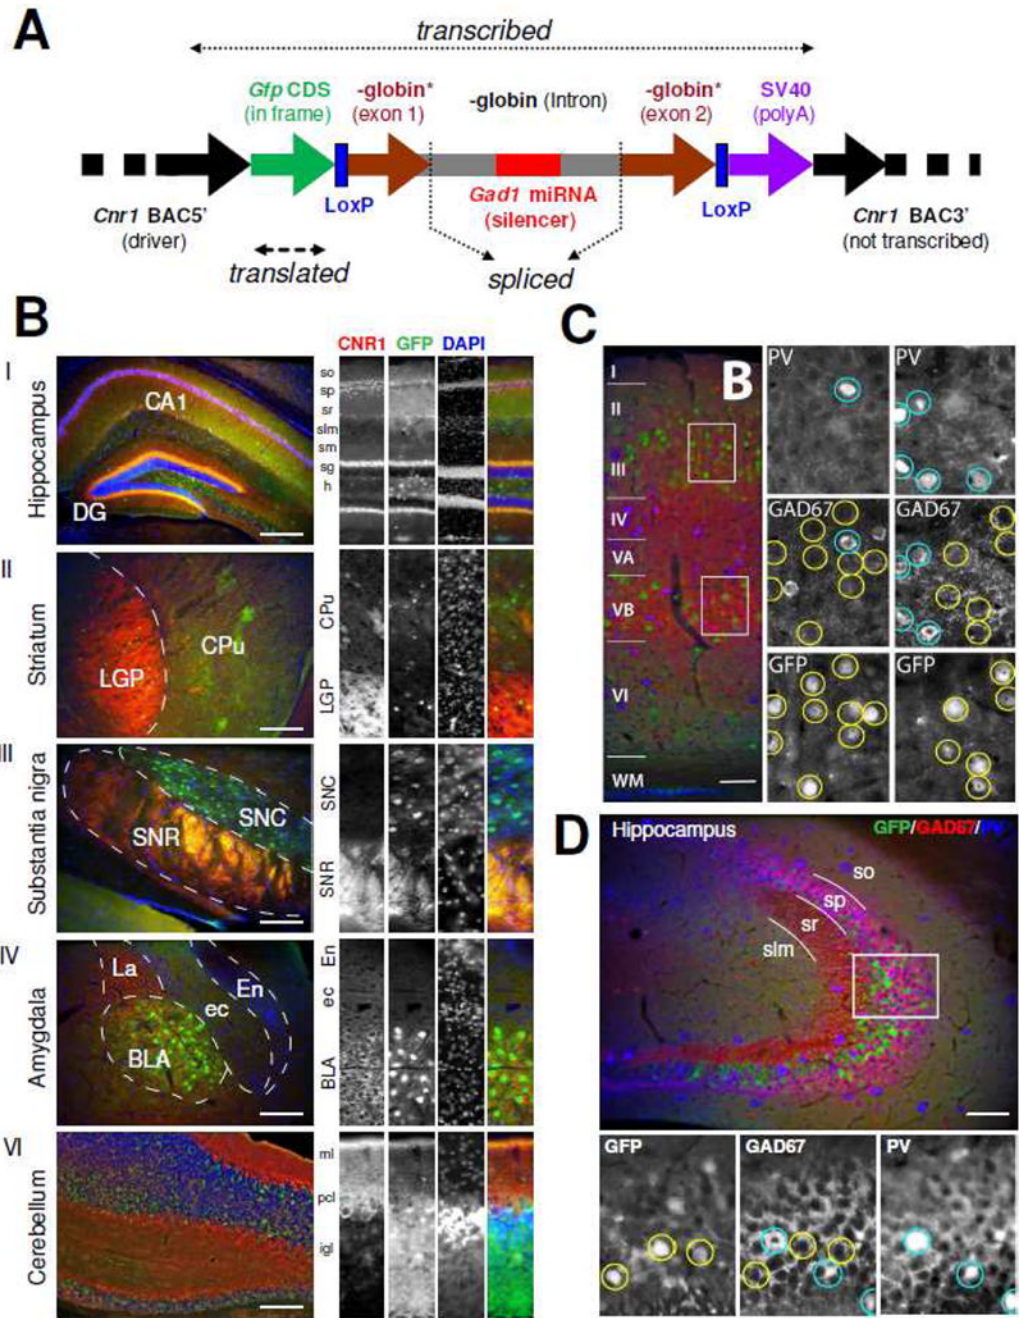 A
transcribed
Gfp CDS
(in frame)
-globin*
(exon 1)
-globin (Intron)
-globin*
(exon 2)
SV40
(polyA)
LoxP
Gad1 miRNA
(silencer)
LoxP
Cnr1 BAC5'
(driver)
Cnr1 BAC3'
(not transcribed)
translated
spliced
B
CNR1 GFP DAPI
I
Hippocampus
CA1
DG
so
sp
sr
slm
sm
sg
h
II
Striatum
LGP
CPu
CPu
LGP
III
Substantia nigra
SNR
SNC
SNC
SNR
IV
Amygdala
La
En
ec
BLA
En
ec
BLA
VI
Cerebellum
ml
pcl
igl
C
B
I
II
III
IV
VA
VB
VI
WM
PV
PV
GAD67
GAD67
GFP
GFP
D
Hippocampus
GFP/GAD67/PV
so
sp
sr
slm
GFP
GAD67
PV